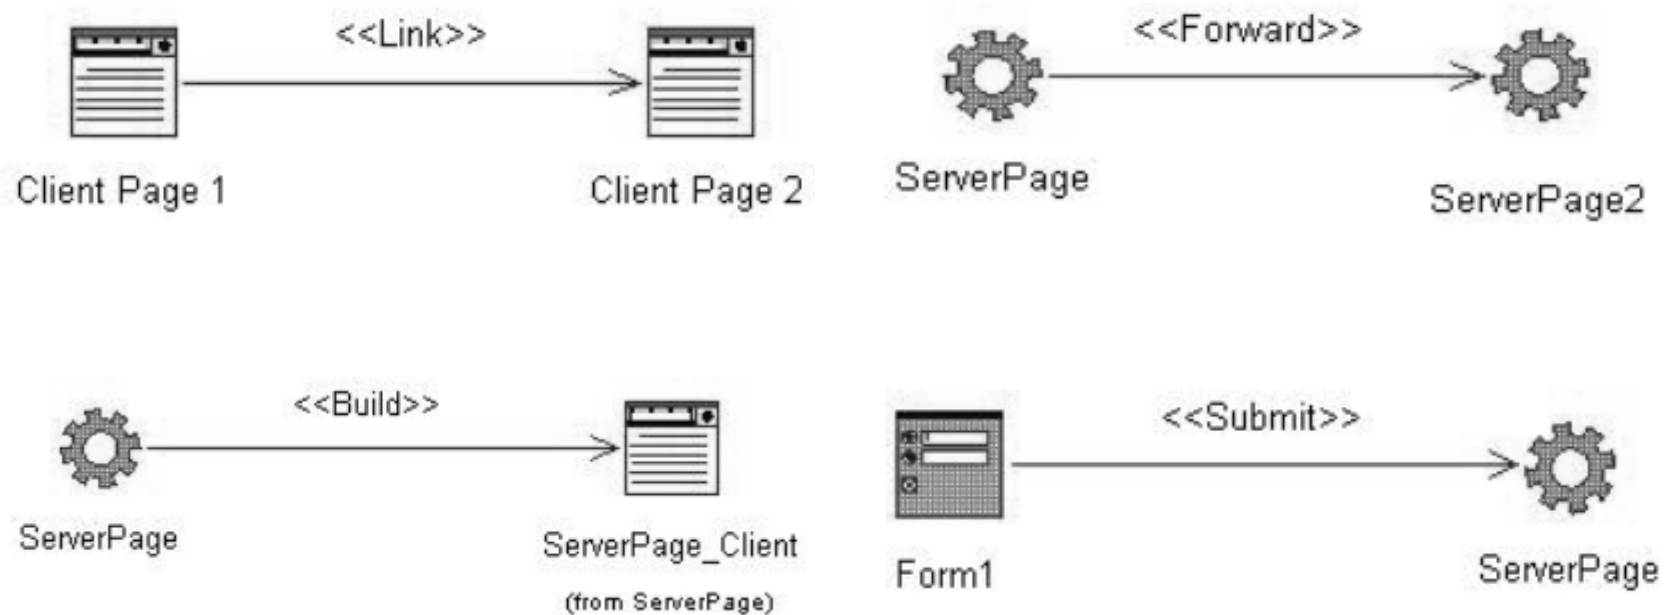 <<Link>>
Client Page 1
Client Page 2
<<Forward>>
ServerPage
ServerPage2
<<Build>>
ServerPage
ServerPage_Client
(from ServerPage)
<<Submit>>
Form1
ServerPage